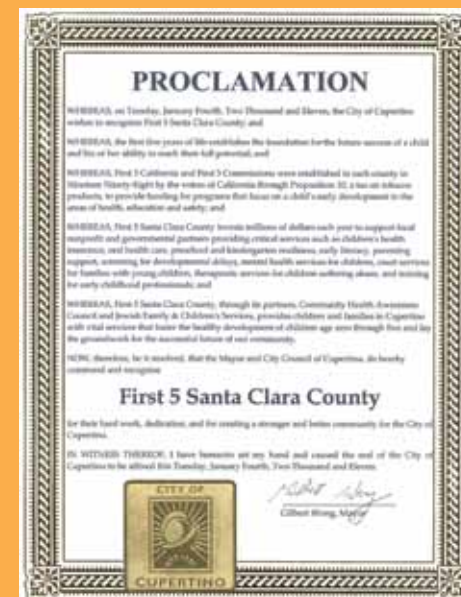 PROCLAMATION
WHEREAS, on Tuesday, January Fourth, Two Thousand and Eleven, the City of Cupertino
wishes to recognize First 5 Santa Clara County; and
WHEREAS, the first five years of life establishes the foundation for the future success of a child
and his or her ability to reach their full potential; and
WHEREAS, First 5 California and First 5 Commissions were established in each county in
Nineteen Ninety-Eight by the voters of California through Proposition 10, a tax on tobacco
products, to provide funding for programs that focus on a child's early development in the
areas of health, education and safety; and
WHEREAS, First 5 Santa Clara County invests millions of dollars each year to support local
nonprofit and governmental partners providing critical services such as children's health
insurance, oral health care, preschool and kindergarten readiness, early literacy, parenting
support, screening for developmental delays, mental health services for children, court services
for families with young children, therapeutic services for children suffering abuse, and training
for early childhood professionals; and
WHEREAS, First 5 Santa Clara County, through its partners, Community Health Awareness
Council and Jewish Family & Children's Services, provides children and families in Cupertino
with vital services that foster the healthy development of children age zero through five and lay
the groundwork for the successful future of our community.
NOW, therefore, be it resolved, that the Mayor and City Council of Cupertino, do hereby
commend and recognize
First 5 Santa Clara County
for their hard work, dedication, and for creating a stronger and better community for the City of
Cupertino.
IN WITNESS THEREOF, I have hereunto set my hand and caused the seal of the City of
Cupertino to be affixed this Tuesday, January Fourth, Two Thousand and Eleven.
Gilbert Wong, Mayor
CITY OF
CUPERTINO